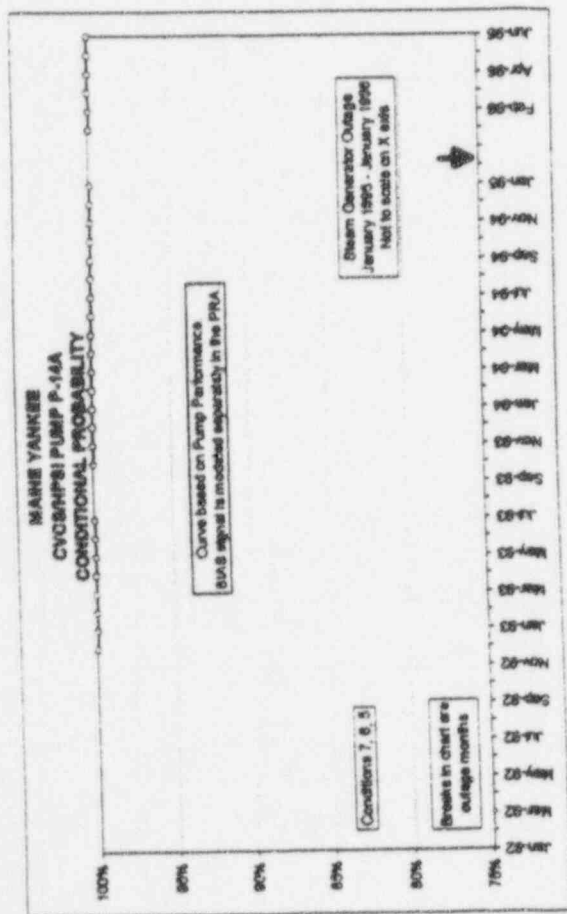 MAINE YANKEE
CVCS/HPSI PUMP P-14A
CONDITIONAL PROBABILITY
100%
95%
90%
85%
80%
75%
Curve based on Pump Performance
SIAS signal is modeled separately in the PRA
Steam Generator Outage
January 1995 - January 1996
Not to scale on X axis
Conditions 7, 6, 5
Breaks in chart are
outage months
Jan-92
Mar-92
May-92
Jul-92
Sep-92
Nov-92
Jan-93
Mar-93
May-93
Jul-93
Sep-93
Nov-93
Jan-94
Mar-94
May-94
Jul-94
Sep-94
Nov-94
Jan-95
Feb-96
Apr-96
Jun-96